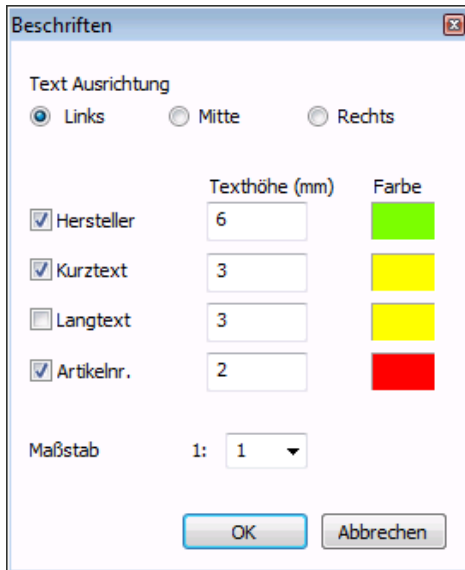 Beschriften
Text Ausrichtung
Links Mitte Rechts
Texthöhe (mm) Farbe
Hersteller 6
Kurztext 3
Langtext 3
Artikelnr. 2
Maßstab 1: 1
OK Abbrechen